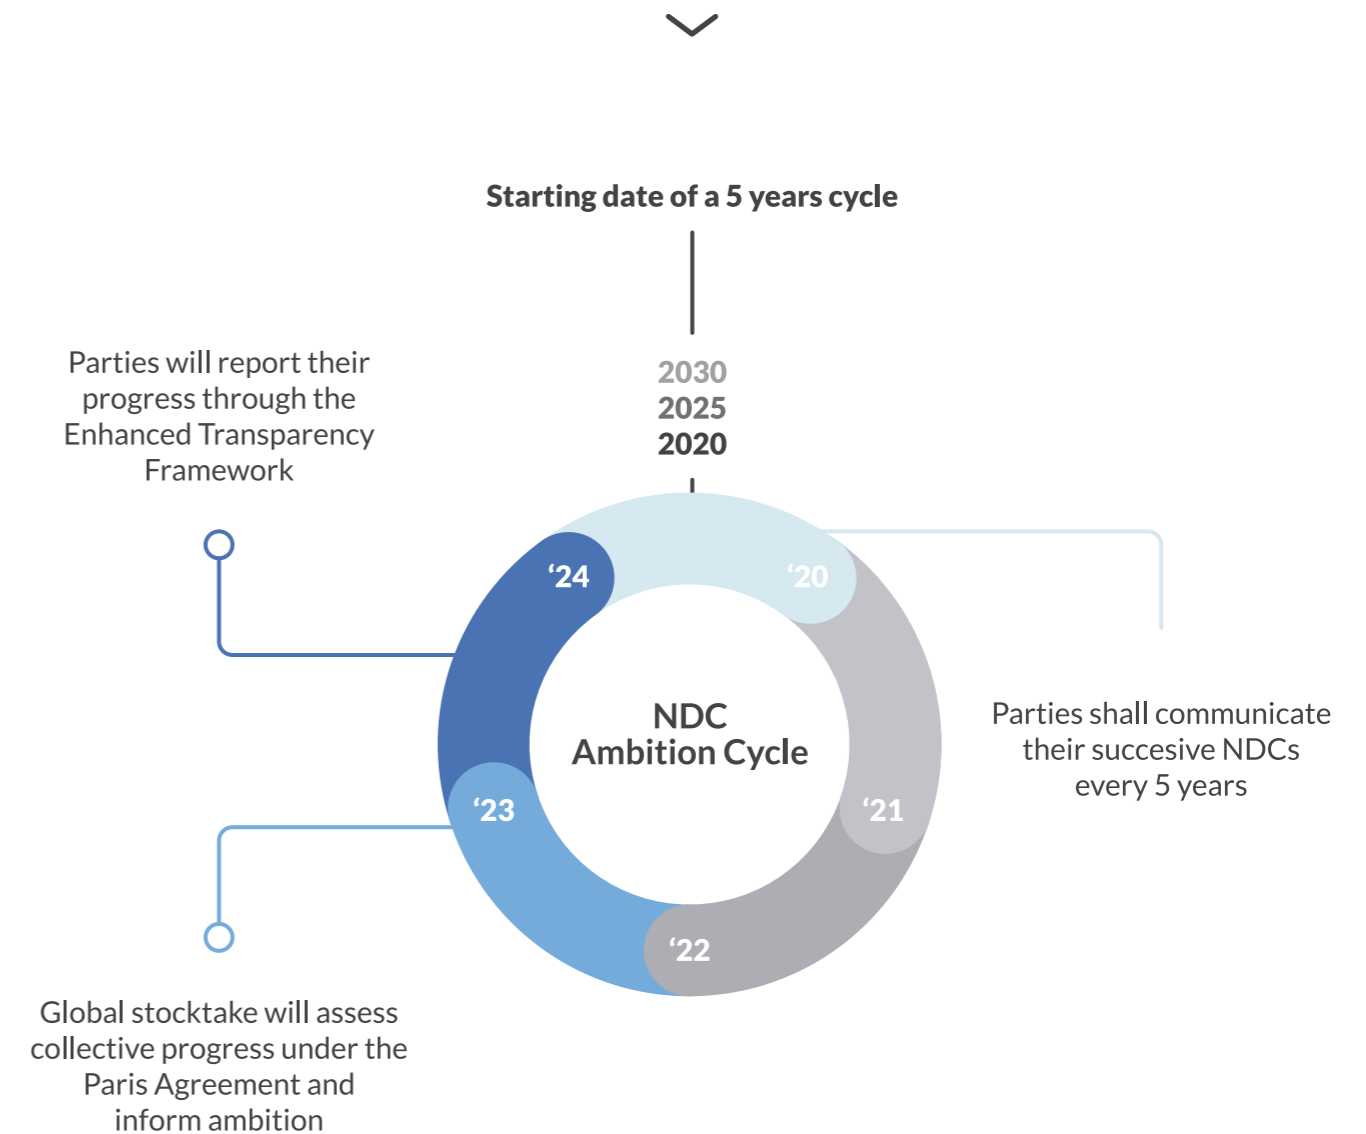 Starting date of a 5 years cycle
2030
2025
2020
Parties will report their
progress through the
Enhanced Transparency
Framework
‘24
‘20
NDC
Ambition Cycle
Parties shall communicate
their succesive NDCs
every 5 years
‘23
‘21
‘22
Global stocktake will assess
collective progress under the
Paris Agreement and
inform ambition